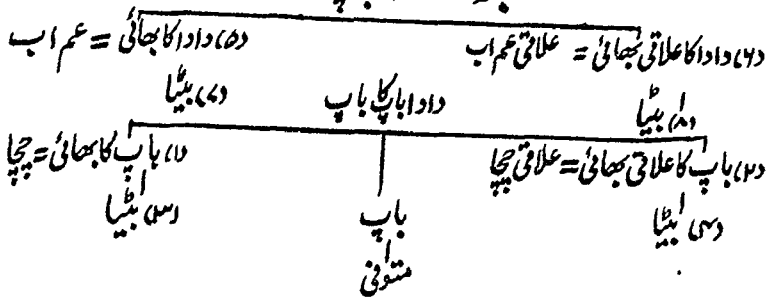 (۶) دادا کا علاتی بھائی = علاتی عم اب (۵) دادا کا بھائی = عم اب
(۸) بیٹا (۷) بیٹا
دادا باپ کا باپ
(۲) باپ کا علاتی بھائی = علاتی چچا (۱) باپ کا بھائی = چچا
(۴) بیٹا باپ (۳) بیٹا
متوفی